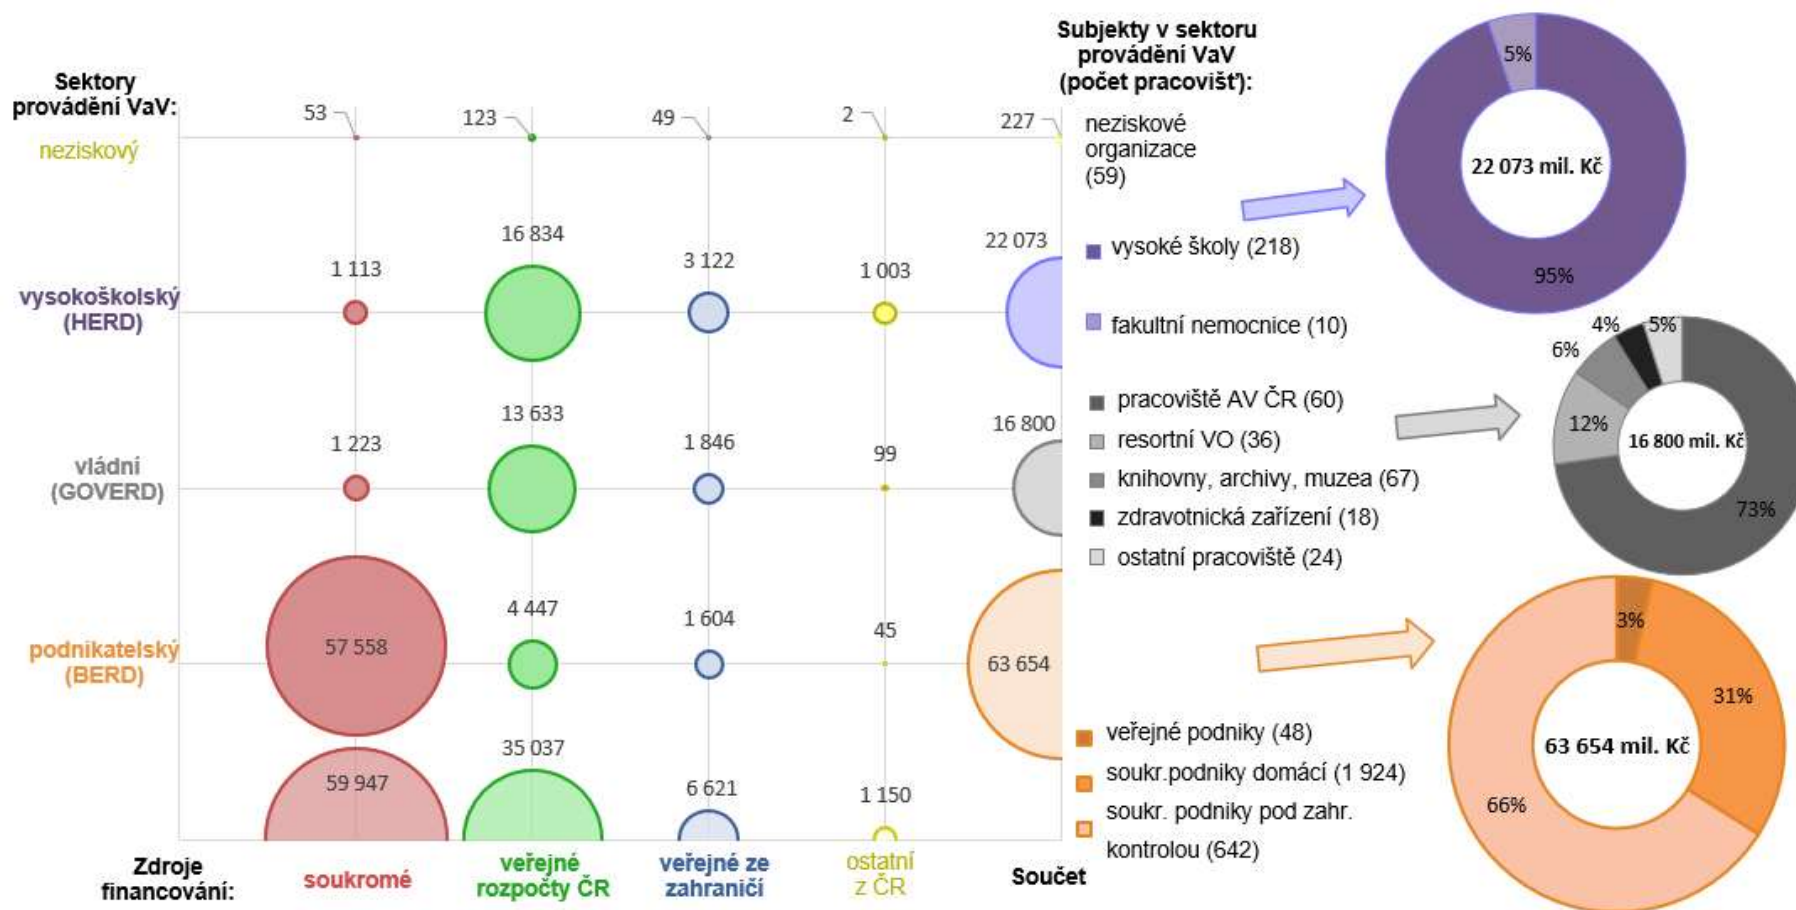 Sektory
provádění VaV:
neziskový
53
123
49
2
227
vysokoškolský
(HERD)
1 113
16 834
3 122
1 003
22 073
vládní
(GOVERD)
1 223
13 633
1 846
99
16 800
podnikatelský
(BERD)
57 558
4 447
1 604
45
63 654
59 947
35 037
6 621
1 150
Zdroje
financování:
soukromé
veřejné
rozpočty ČR
veřejné ze
zahraničí
ostatní
z ČR
Součet
Subjekty v sektoru
provádění VaV
(počet pracovišť):
neziskové
organizace
(59)
vysoké školy (218)
fakultní nemocnice (10)
pracoviště AV ČR (60)
resortní VO (36)
knihovny, archivy, muzea (67)
zdravotnická zařízení (18)
ostatní pracoviště (24)
veřejné podniky (48)
soukr.podniky domácí (1 924)
soukr. podniky pod zahr.
kontrolou (642)
5%
22 073 mil. Kč
95%
4%
5%
6%
12%
16 800 mil. Kč
73%
3%
31%
63 654 mil. Kč
66%